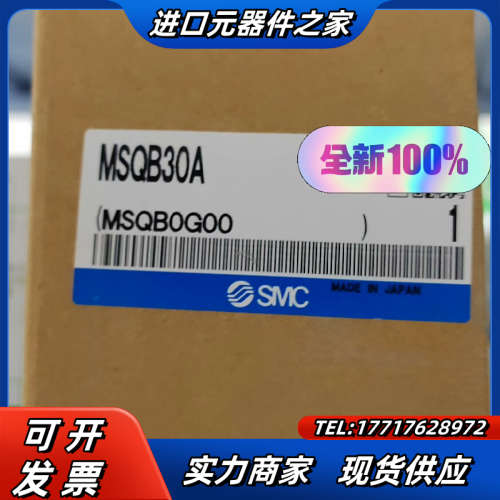 进口元器件之家
MSQB30A
全新100%
(MSQB0G00 ) 1
SMC
MADE IN JAPAN
可开
发票
TEL:17717628972
实力商家 现货供应